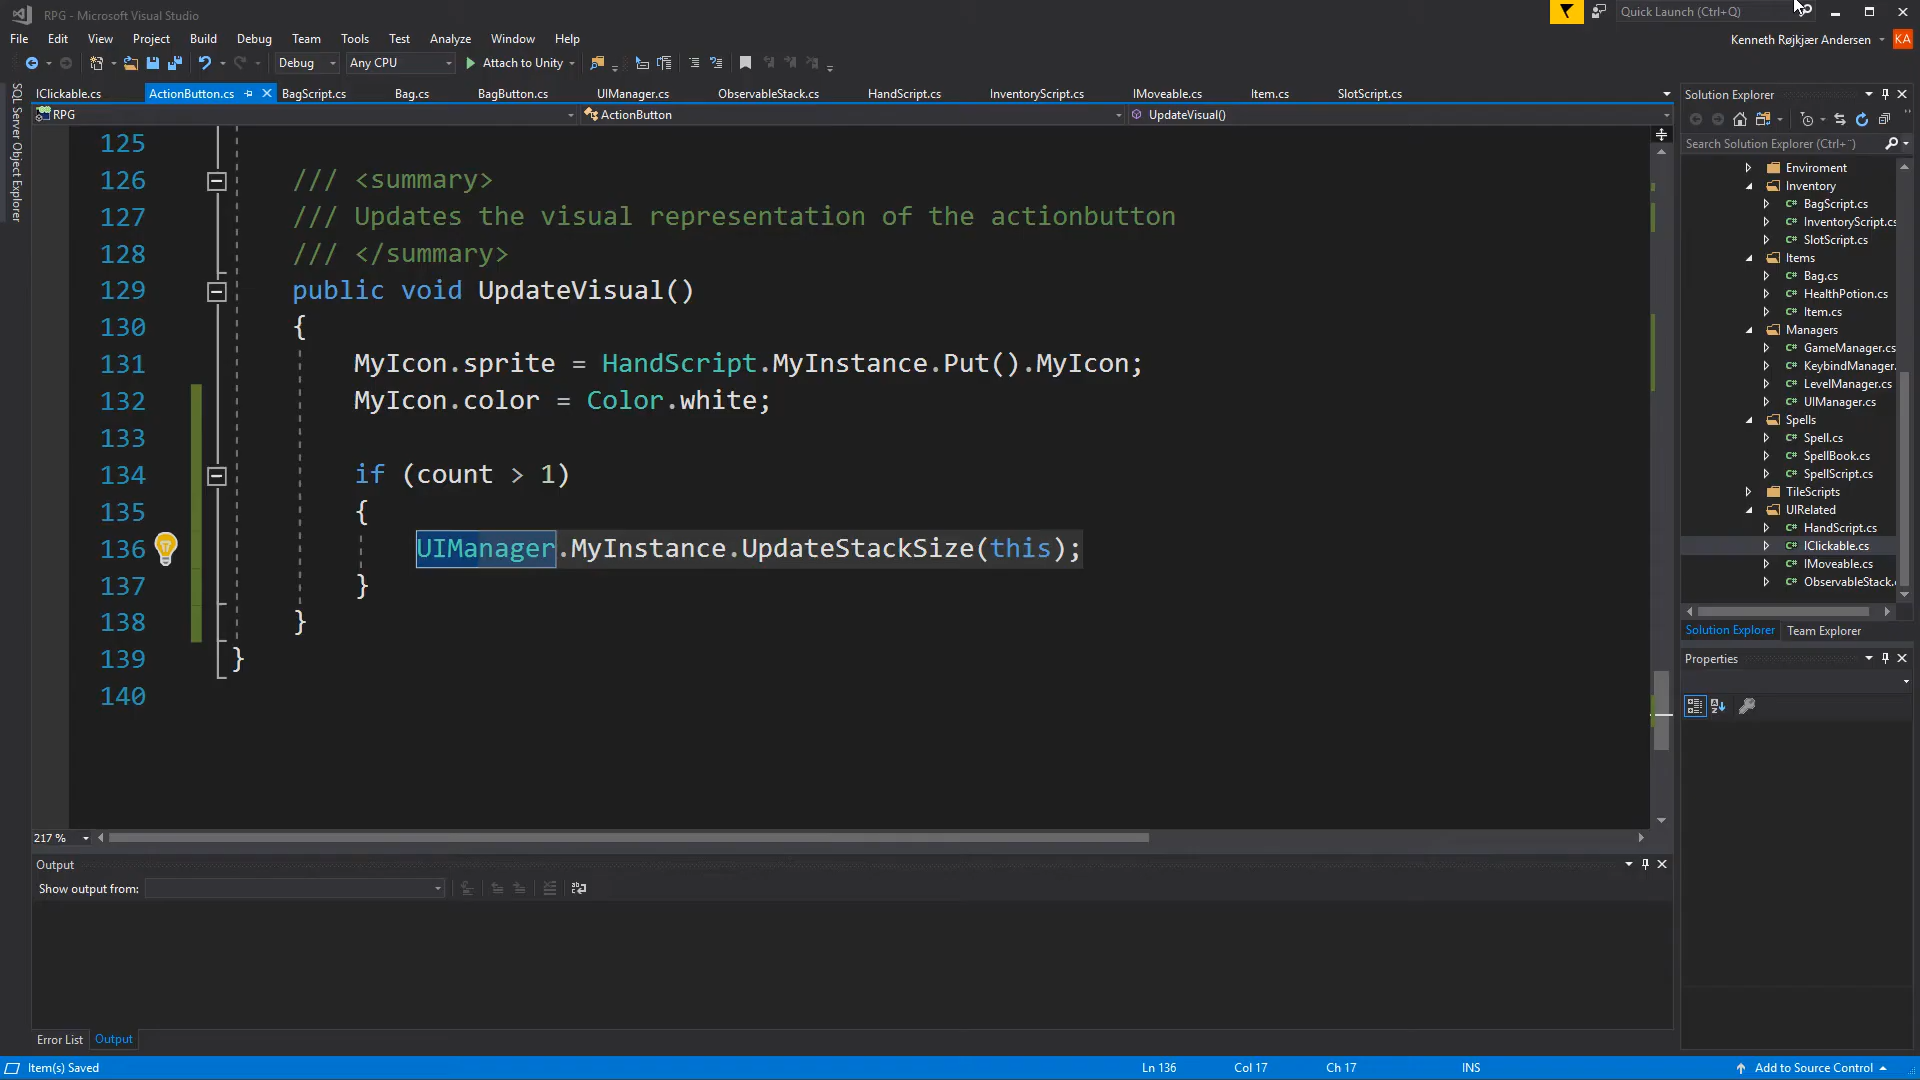 RPG - Microsoft Visual Studio
Quick Launch (Ctrl+Q)
File Edit View Project Build Debug Team Tools Test Analyze Window Help
Kenneth Røjkjær Andersen KA
Debug Any CPU Attach to Unity
SQL Server Object Explorer
IClickable.cs ActionButton.cs BagScript.cs Bag.cs BagButton.cs UIManager.cs ObservableStack.cs HandScript.cs InventoryScript.cs IMoveable.cs Item.cs SlotScript.cs
RPG ActionButton UpdateVisual()
125
126 /// <summary>
127 /// Updates the visual representation of the actionbutton
128 /// </summary>
129 public void UpdateVisual()
130 {
131 MyIcon.sprite = HandScript.MyInstance.Put().MyIcon;
132 MyIcon.color = Color.white;
133
134 if (count > 1)
135 {
136 UIManager.MyInstance.UpdateStackSize(this);
137 }
138 }
139 }
140
217 %
Output
Show output from:
Error List Output
Solution Explorer
Search Solution Explorer (Ctrl+¨)
Enviroment
Inventory
C# BagScript.cs
C# InventoryScript.cs
C# SlotScript.cs
Items
C# Bag.cs
C# HealthPotion.cs
C# Item.cs
Managers
C# GameManager.cs
C# KeybindManager.
C# LevelManager.cs
C# UIManager.cs
Spells
C# Spell.cs
C# SpellBook.cs
C# SpellScript.cs
TileScripts
UIRelated
C# HandScript.cs
C# IClickable.cs
C# IMoveable.cs
C# ObservableStack.c
Solution Explorer Team Explorer
Properties
Item(s) Saved Ln 136 Col 17 Ch 17 INS Add to Source Control